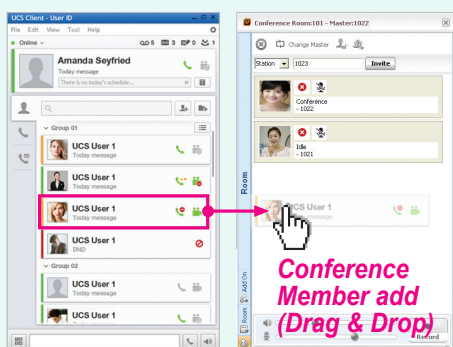 UCS Client - User ID
File Edit View Tool Help
Online
5 3 0 1
Amanda Seyfried
Today message
There is no today's schedule...
Group 01
UCS User 1
Today message
UCS User 1
Today message
UCS User 1
Today message
UCS User 1
DND
Group 02
UCS User 1
Today message
UCS User 1
Today message
Conference Room:101 - Master:1022
Change Master
Station 1023 Invite
Conference
- 1022
Idle
- 1021
Room
UCS User 1
message
Add On
Room
Conference
Member add
(Drag & Drop)
Record